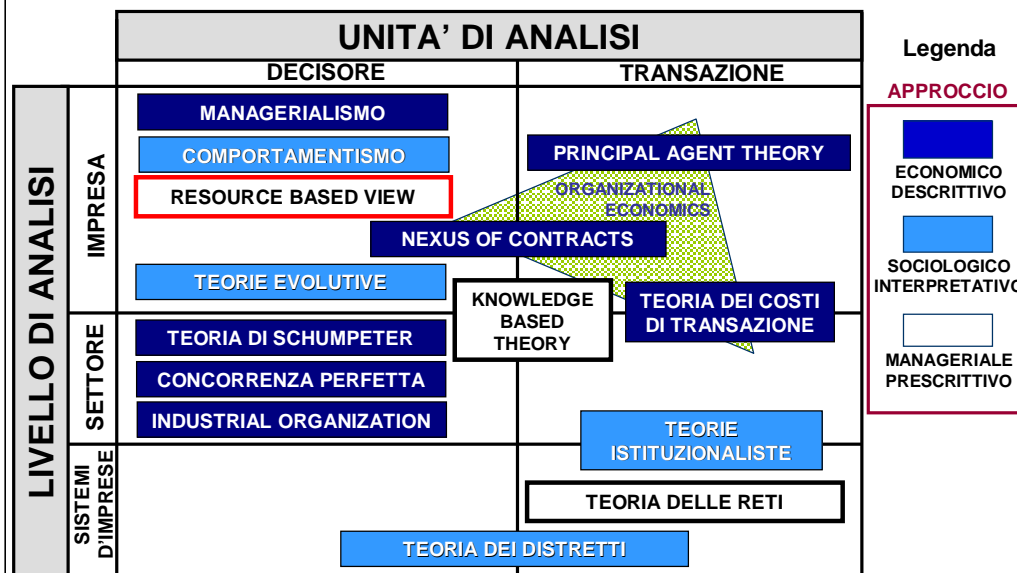 UNITA' DI ANALISI
DECISORE
TRANSAZIONE
LIVELLO DI ANALISI
IMPRESA
MANAGERIALISMO
COMPORTAMENTISMO
RESOURCE BASED VIEW
PRINCIPAL AGENT THEORY
ORGANIZATIONAL
ECONOMICS
NEXUS OF CONTRACTS
TEORIE EVOLUTIVE
KNOWLEDGE
BASED
THEORY
TEORIA DEI COSTI
DI TRANSAZIONE
SETTORE
TEORIA DI SCHUMPETER
CONCORRENZA PERFETTA
INDUSTRIAL ORGANIZATION
TEORIE
ISTITUZIONALISTE
SISTEMI
D'IMPRESE
TEORIA DELLE RETI
TEORIA DEI DISTRETTI
Legenda
APPROCCIO
ECONOMICO
DESCRITTIVO
SOCIOLOGICO
INTERPRETATIVO
MANAGERIALE
PRESCRITTIVO